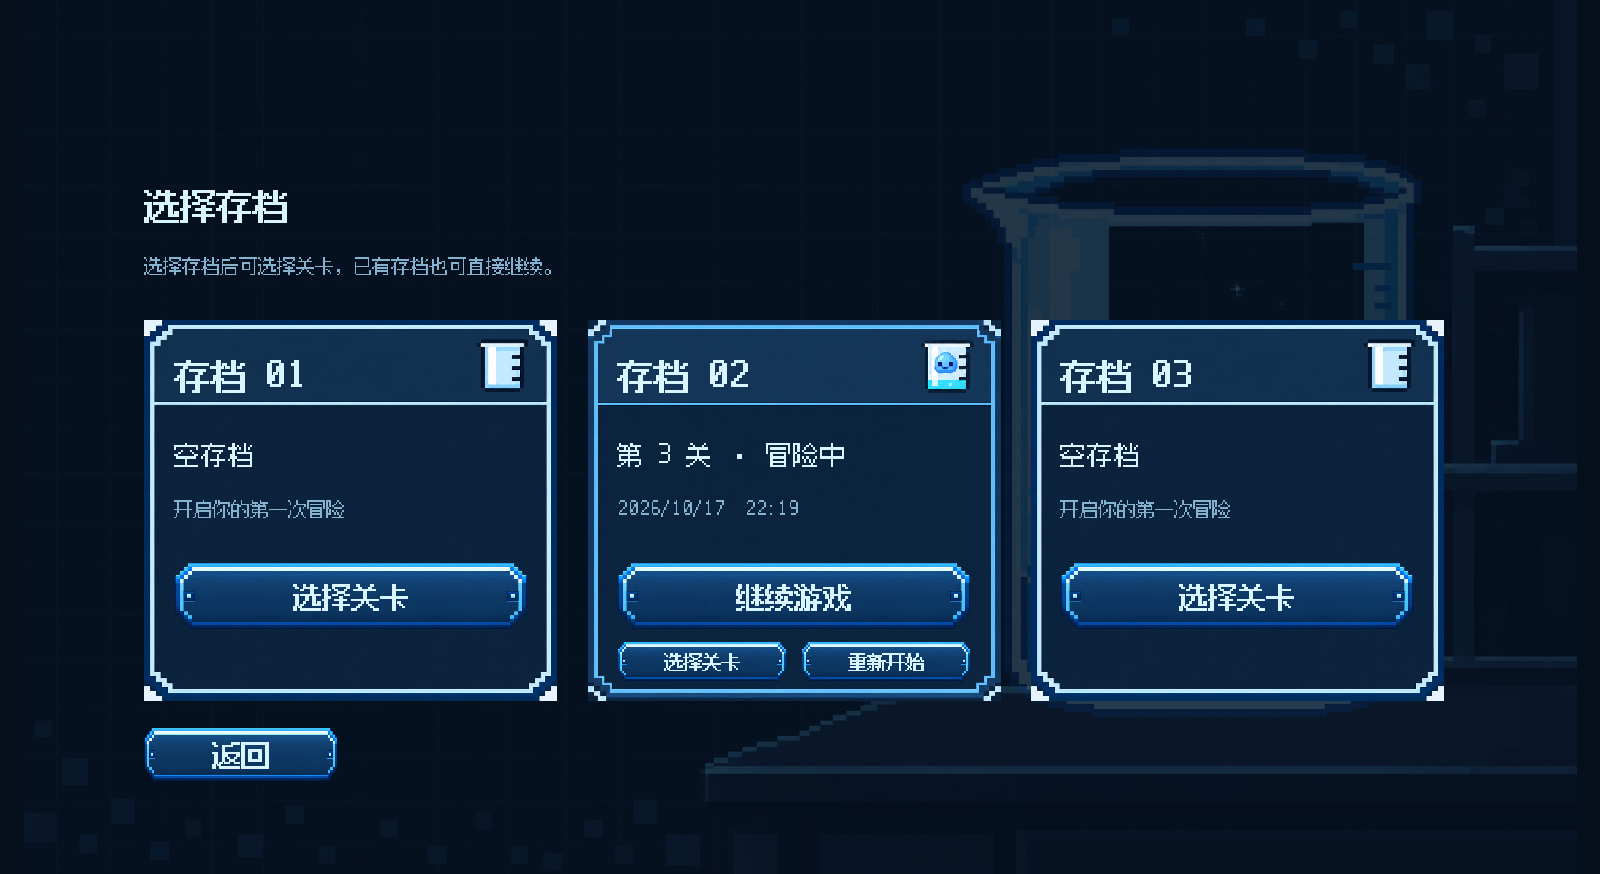 选择存档
选择存档后可选择关卡，已有存档也可直接继续。
存档 01
空存档
开启你的第一次冒险
选择关卡
存档 02
第 3 关 · 冒险中
2026/10/17 22:19
继续游戏
选择关卡
重新开始
存档 03
空存档
开启你的第一次冒险
选择关卡
返回